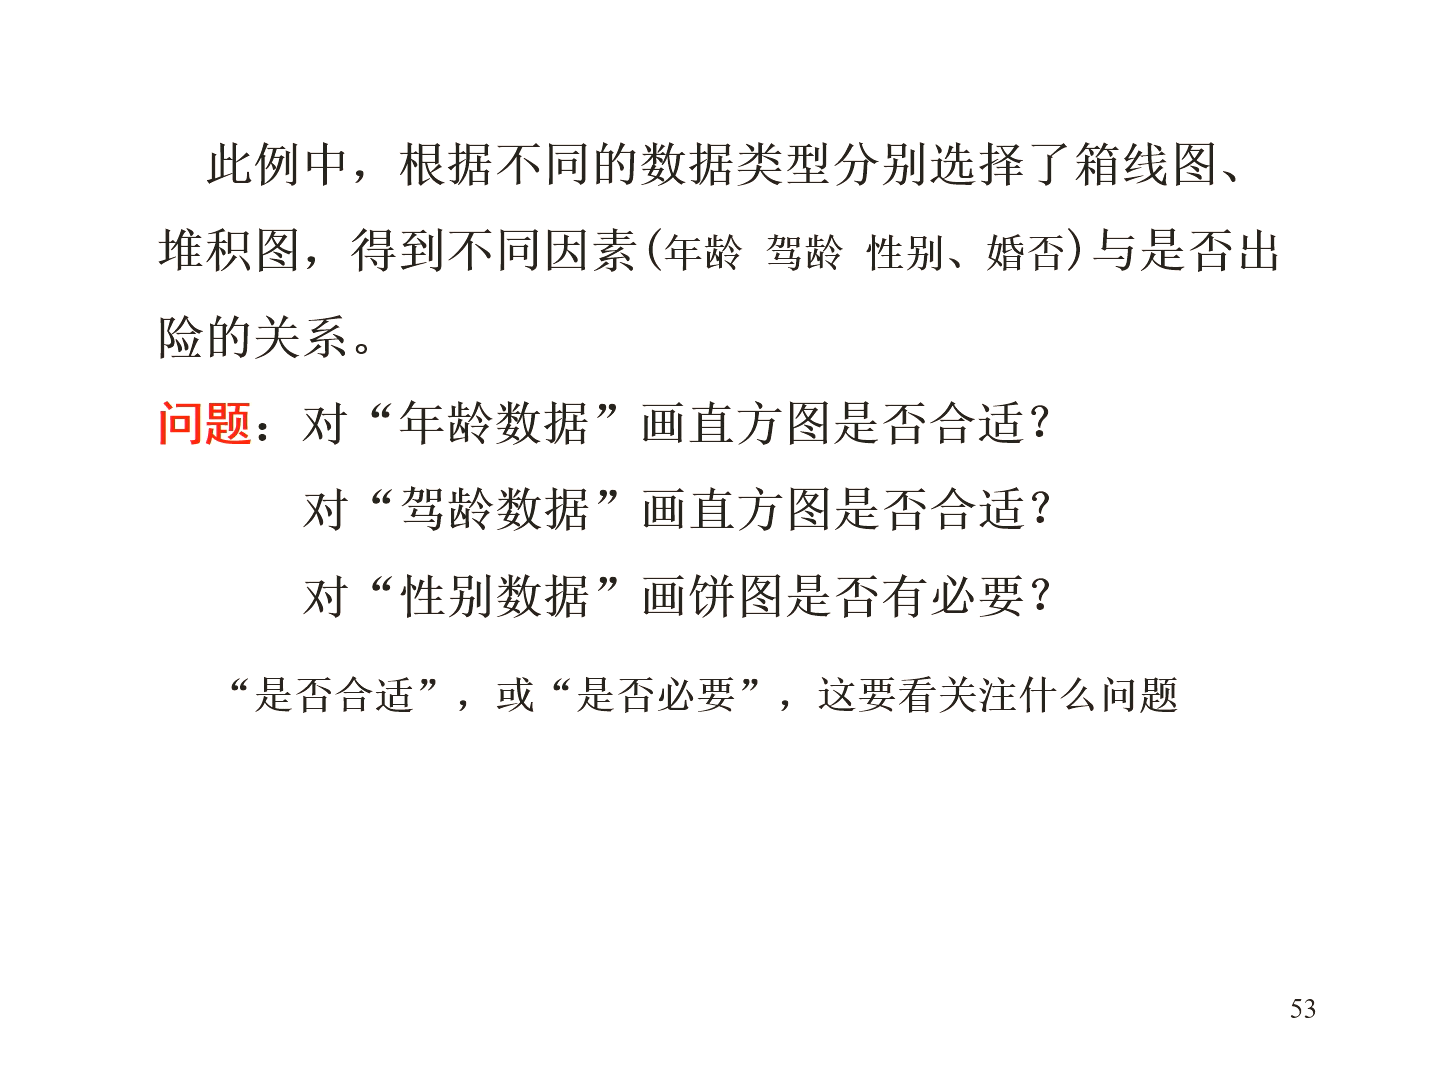 此例中，根据不同的数据类型分别选择了箱线图、
堆积图，得到不同因素(年龄 驾龄 性别、婚否)与是否出
险的关系。
问题：对“年龄数据”画直方图是否合适？
对“驾龄数据”画直方图是否合适？
对“性别数据”画饼图是否有必要？
“是否合适”，或“是否必要”，这要看关注什么问题
53